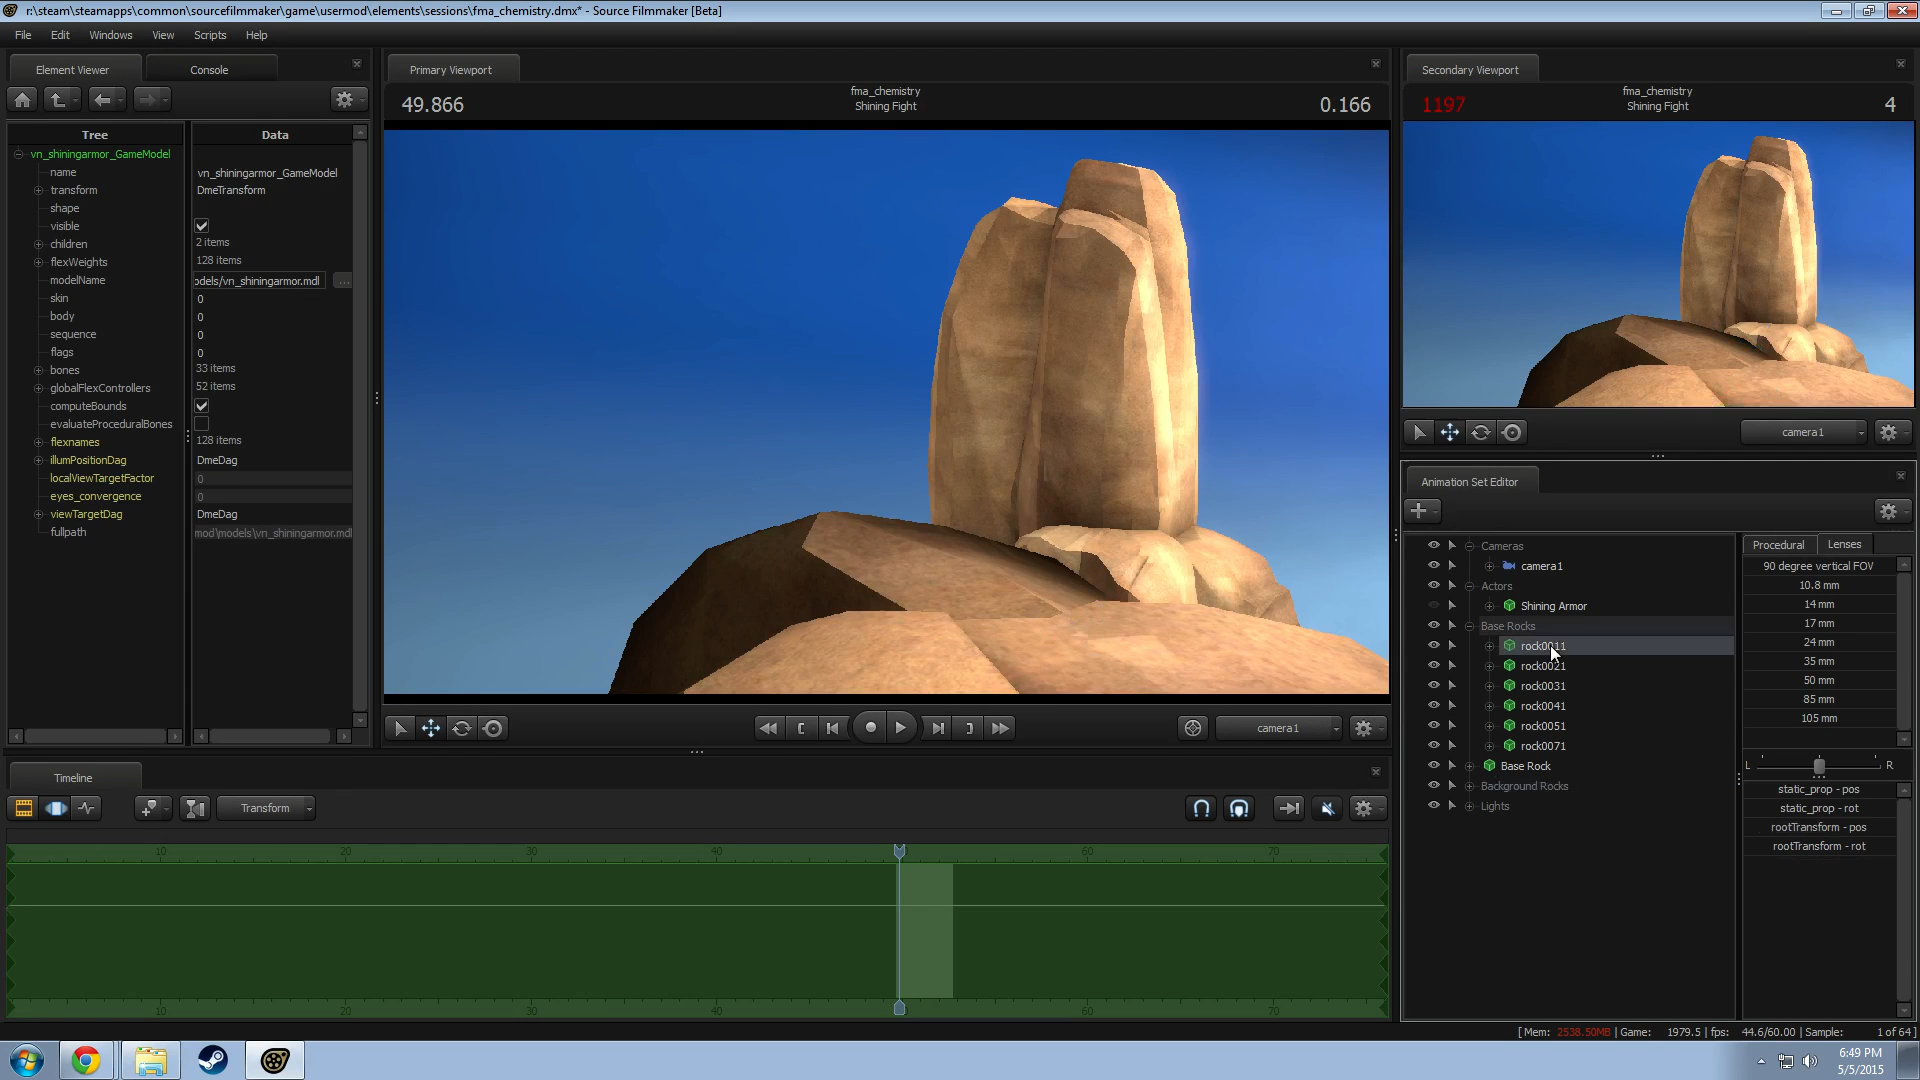 r:\steam\steamapps\common\sourcefilmmaker\game\usermod\elements\sessions\fma_chemistry.dmx* - Source Filmmaker [Beta]
File Edit Windows View Scripts Help
Element Viewer Console
Tree Data
vn_shiningarmor_GameModel
name vn_shiningarmor_GameModel
transform DmeTransform
shape
visible
children 2 items
flexWeights 128 items
modelName odels/vn_shiningarmor.mdl ...
skin 0
body 0
sequence 0
flags 0
bones 33 items
globalFlexControllers 52 items
computeBounds
evaluateProceduralBones
flexnames 128 items
illumPositionDag DmeDag
localViewTargetFactor 0
eyes_convergence 0
viewTargetDag DmeDag
fullpath mod\models\vn_shiningarmor.mdl
Primary Viewport
49.866
fma_chemistry
Shining Fight
0.166
camera1
Secondary Viewport
1197
fma_chemistry
Shining Fight
4
camera1
Animation Set Editor
Cameras
camera1
Actors
Shining Armor
Base Rocks
rock0011
rock0021
rock0031
rock0041
rock0051
rock0071
Base Rock
Background Rocks
Lights
Procedural Lenses
90 degree vertical FOV
10.8 mm
14 mm
17 mm
24 mm
35 mm
50 mm
85 mm
105 mm
L R
static_prop - pos
static_prop - rot
rootTransform - pos
rootTransform - rot
Timeline
Transform
10 20 30 40 60 70
10 20 30 40 60 70
[ Mem: 2538.50MB | Game: 1979.5 | fps: 44.6/60.00 | Sample: 1 of 64 ]
6:49 PM
5/5/2015